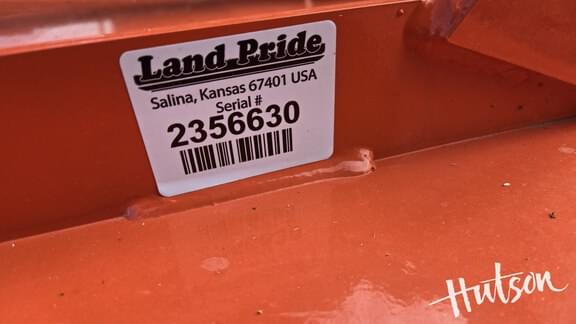 Land Pride
Salina, Kansas 67401 USA
Serial #
2356630
Hutson